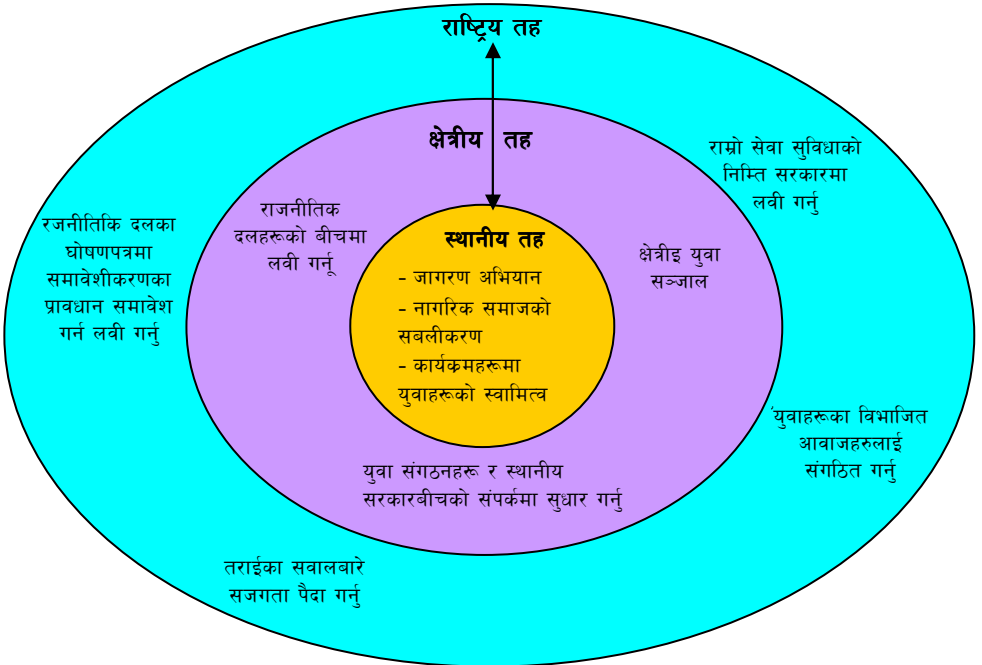 राष्ट्रिय तह
क्षेत्रीय तह
राम्रो सेवा सुविधाको
निम्ति सरकारमा
लवी गर्नु
रजनीतिकि दलका
घोषणपत्रमा
समावेशीकरणका
प्रावधान समावेश
गर्न लवी गर्नु
राजनीतिक
दलहरूको बीचमा
लवी गर्नू
स्थानीय तह
- जागरण अभियान
- नागरिक समाजको
सबलीकरण
- कार्यक्रमहरूमा
युवाहरूको स्वामित्व
क्षेत्रीइ युवा
सञ्जाल
युवाहरूका विभाजित
आवाजहरुलाई
संगठित गर्नु
युवा संगठनहरू र स्थानीय
सरकारबीचको संपर्कमा सुधार गर्नु
तराईका सवालबारे
सजगता पैदा गर्नु